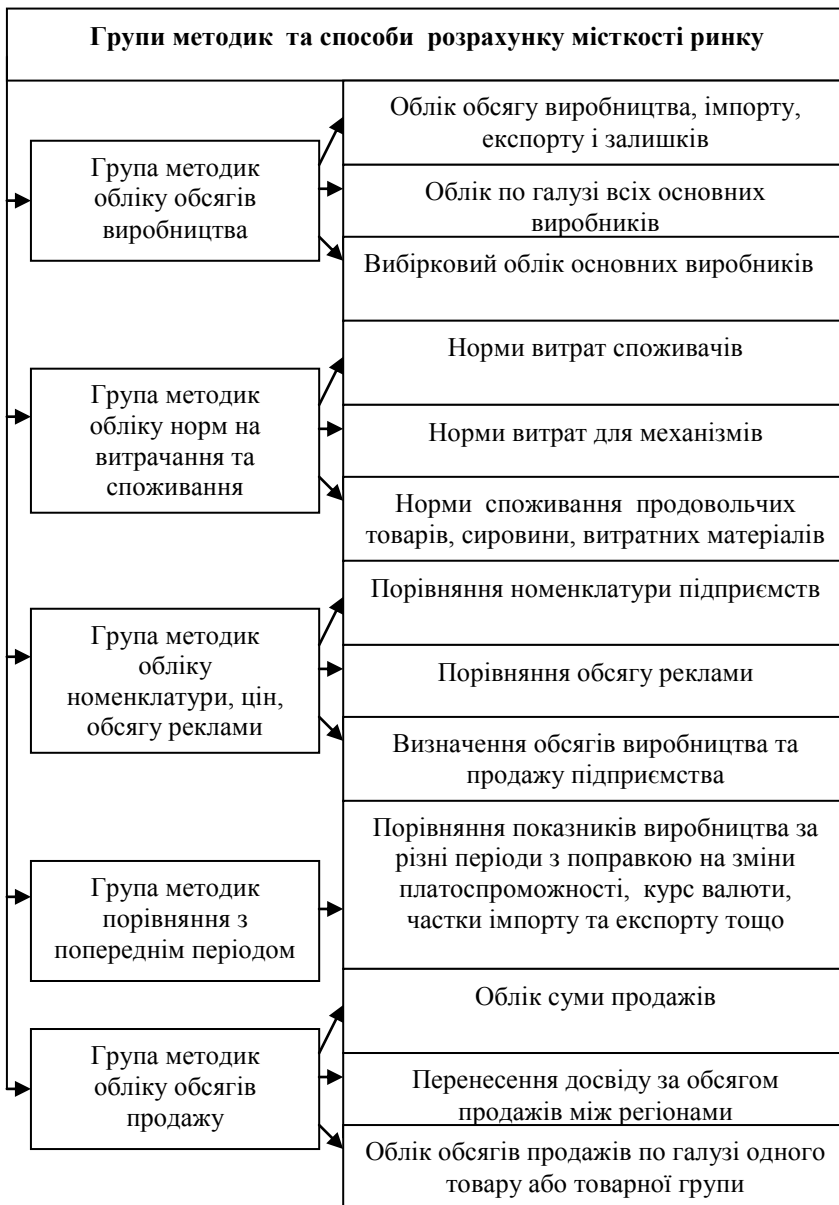 Групи методик та способи розрахунку місткості ринку
Група методик
обліку обсягів
виробництва
Облік обсягу виробництва, імпорту,
експорту і залишків
Облік по галузі всіх основних
виробників
Вибірковий облік основних виробників
Група методик
обліку норм на
витрачання та
споживання
Норми витрат споживачів
Норми витрат для механізмів
Норми споживання продовольчих
товарів, сировини, витратних матеріалів
Група методик
обліку
номенклатури, цін,
обсягу реклами
Порівняння номенклатури підприємств
Порівняння обсягу реклами
Визначення обсягів виробництва та
продажу підприємства
Група методик
порівняння з
попереднім періодом
Порівняння показників виробництва за
різні періоди з поправкою на зміни
платоспроможності, курс валюти,
частки імпорту та експорту тощо
Група методик
обліку обсягів
продажу
Облік суми продажів
Перенесення досвіду за обсягом
продажів між регіонами
Облік обсягів продажів по галузі одного
товару або товарної групи